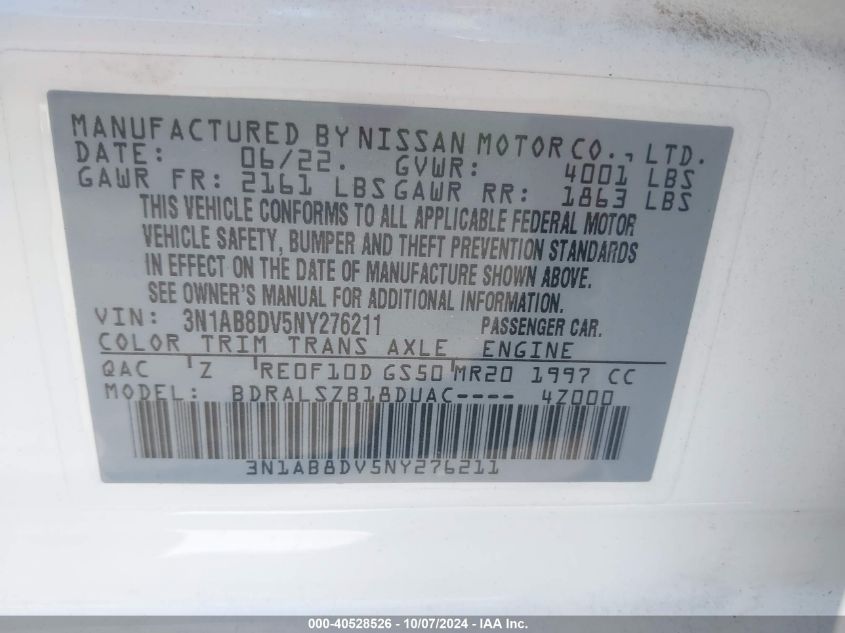 MANUFACTURED BY NISSAN MOTOR CO., LTD.
DATE: 06/22. GVWR: 4001 LBS
GAWR FR: 2161 LBS GAWR RR: 1863 LBS
THIS VEHICLE CONFORMS TO ALL APPLICABLE FEDERAL MOTOR
VEHICLE SAFETY, BUMPER AND THEFT PREVENTION STANDARDS
IN EFFECT ON THE DATE OF MANUFACTURE SHOWN ABOVE.
SEE OWNER'S MANUAL FOR ADDITIONAL INFORMATION.
VIN: 3N1AB8DV5NY276211 PASSENGER CAR.
COLOR TRIM TRANS AXLE ENGINE
QAC Z RE0F10D GS50 MR20 1997 CC
MODEL: BDRALSZB18DUAC---- 4Z000
3N1AB8DV5NY276211
000-40528526 - 10/07/2024 - IAA Inc.